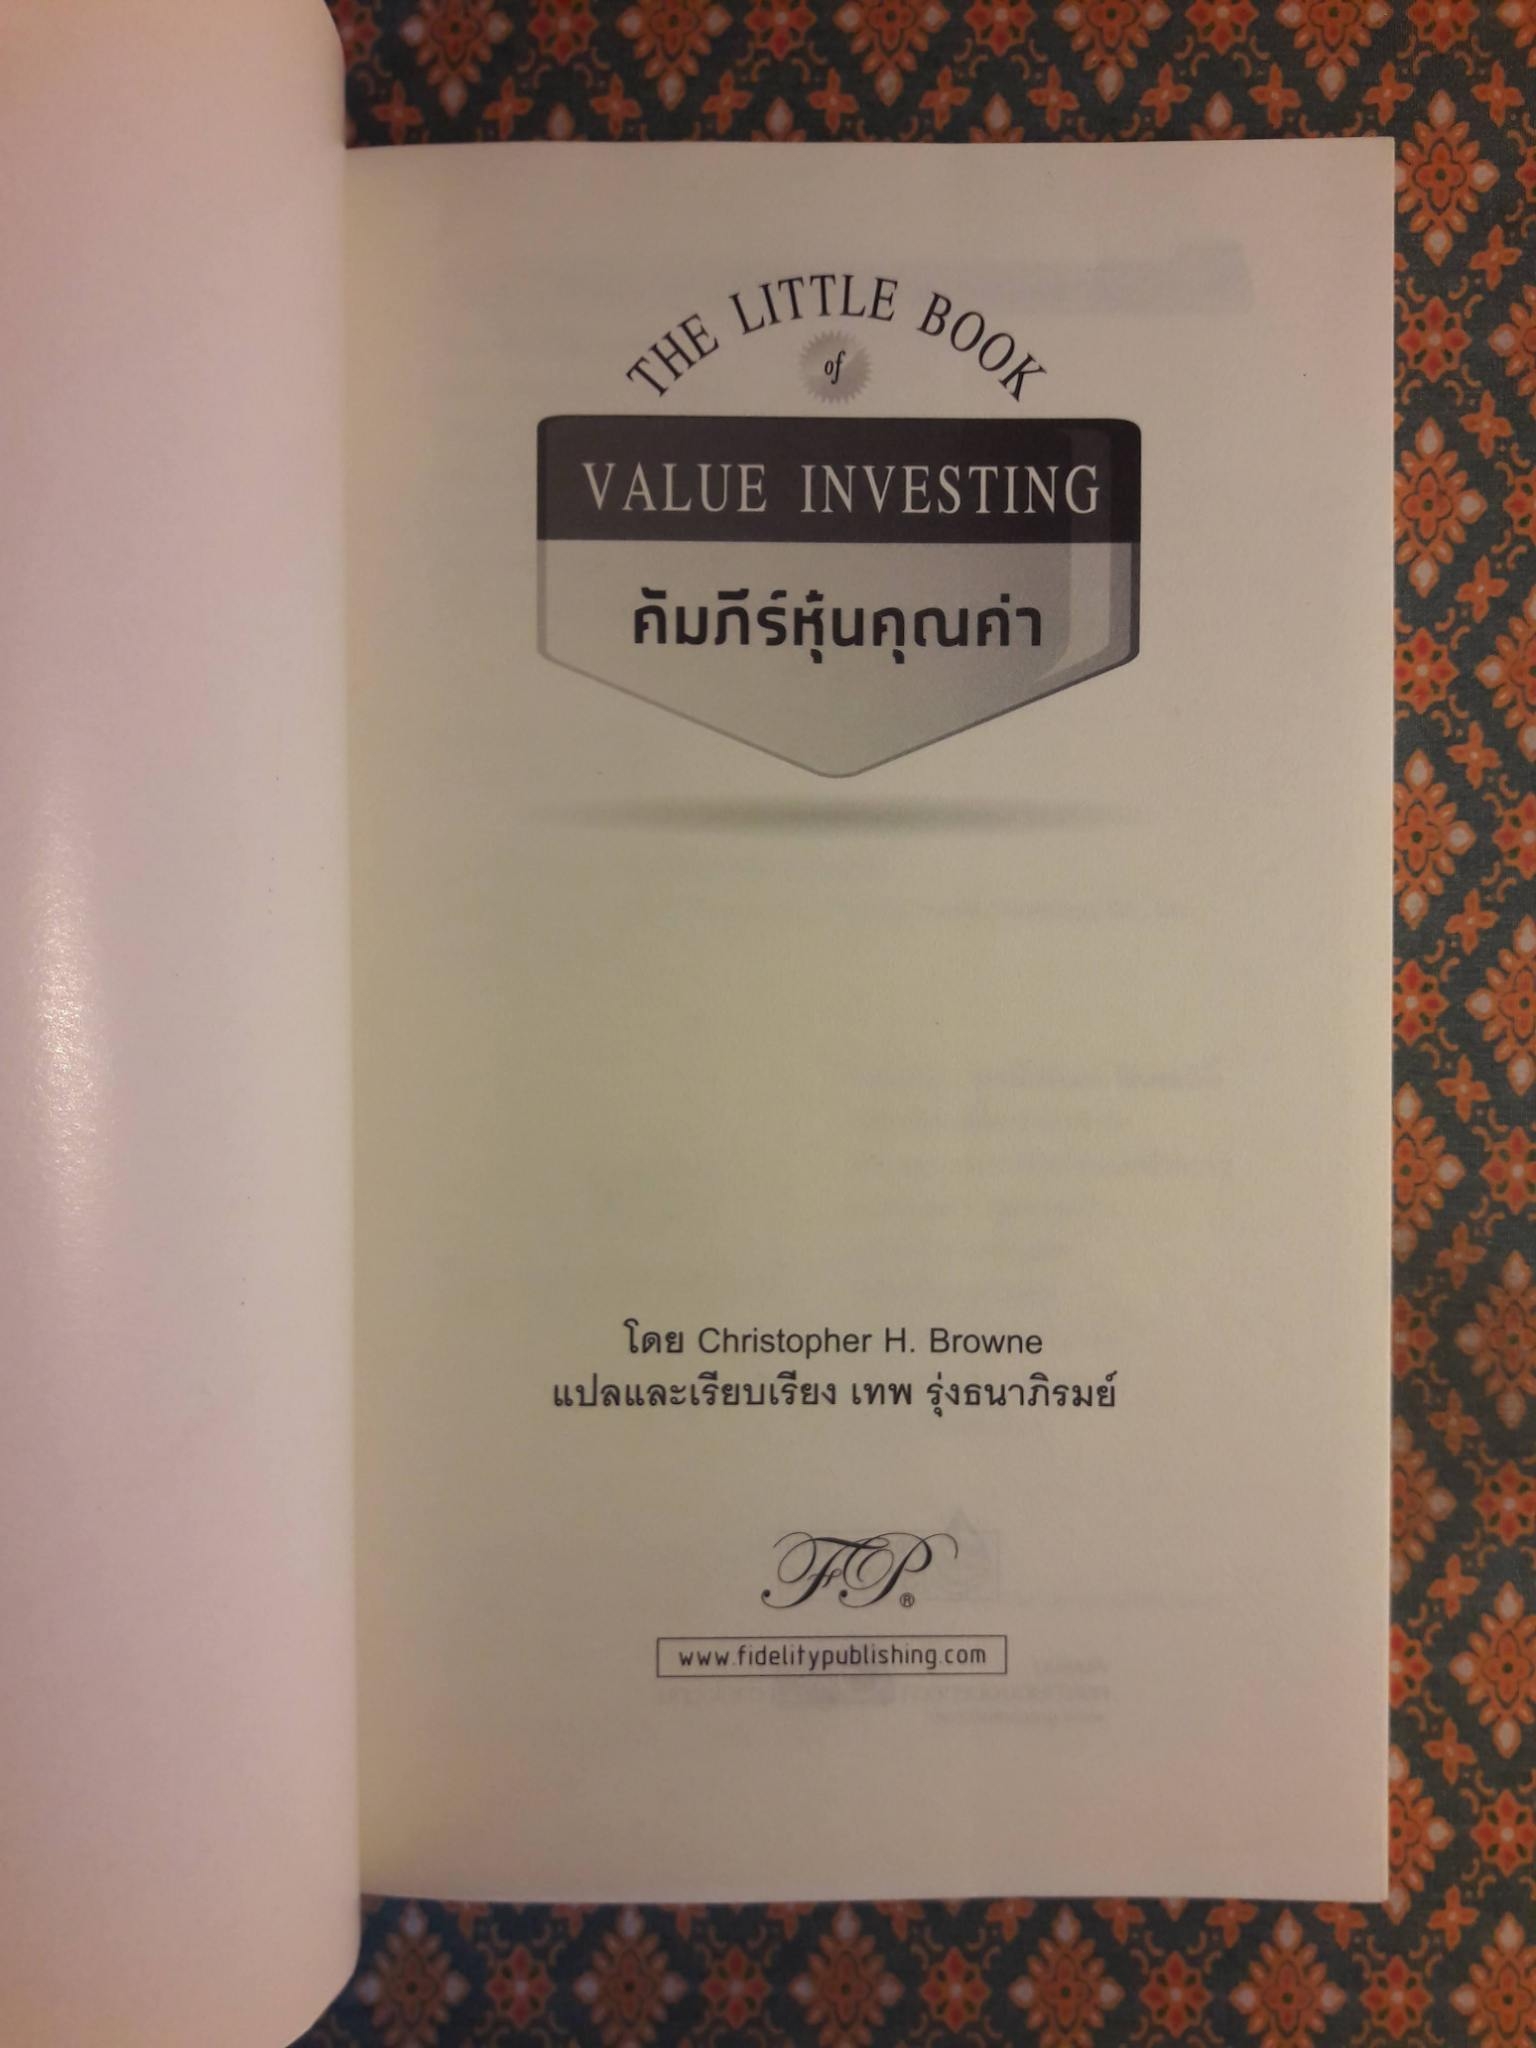 THE LITTLE BOOK
of
VALUE INVESTING
คัมภีร์หุ้นคุณค่า
โดย Christopher H. Browne
แปลและเรียบเรียง เทพ รุ่งธนาภิรมย์
FP®
www.fidelitypublishing.com